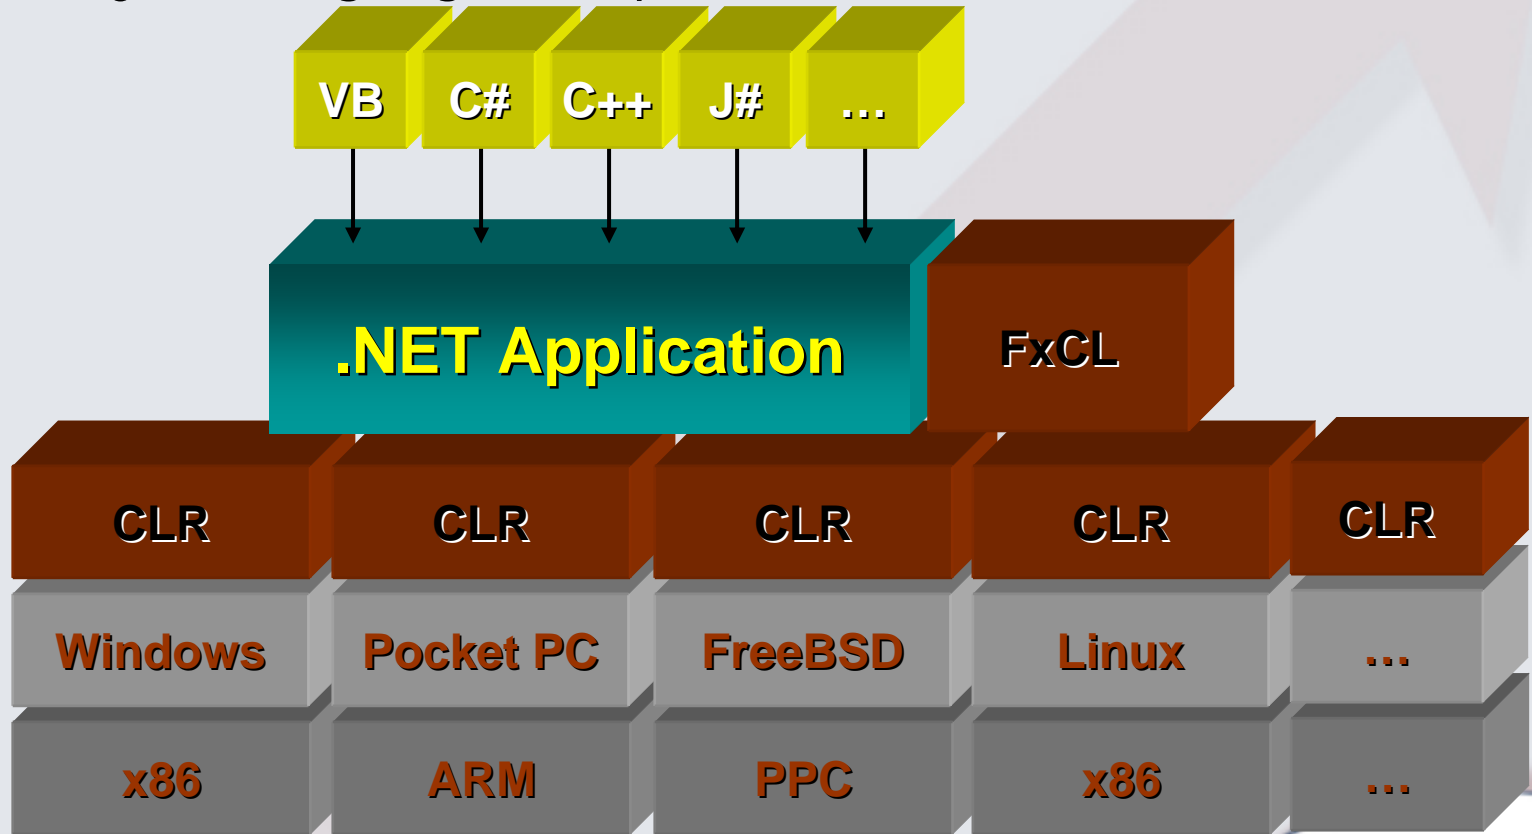 VB C# C++ J# …
.NET Application FxCL
CLR CLR CLR CLR CLR
Windows Pocket PC FreeBSD Linux …
x86 ARM PPC x86 …